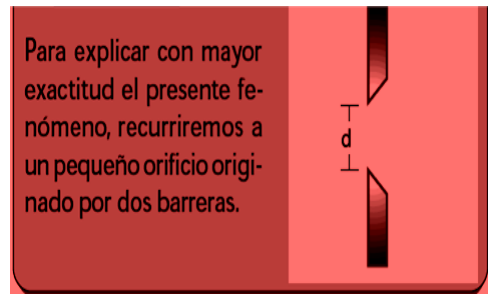 Para explicar con mayor
exactitud el presente fe-
nómeno, recurriremos a
un pequeño orificio origi-
nado por dos barreras.
d